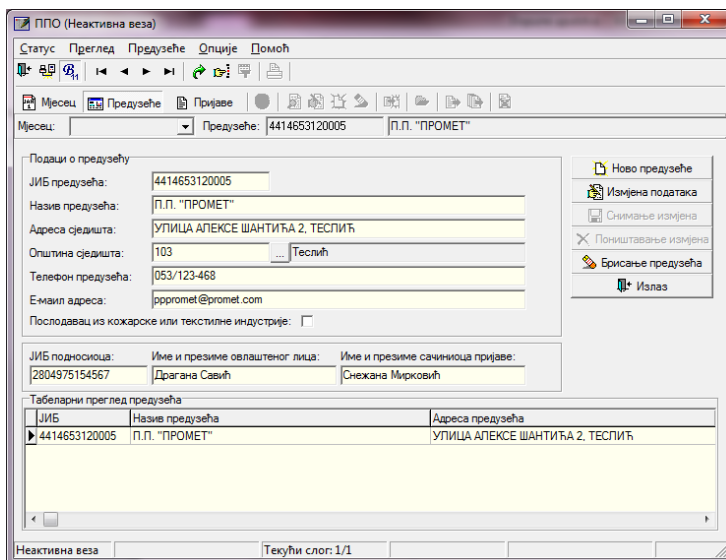 ППО (Неактивна веза)
Статус Преглед Предузеће Опције Помоћ
Мјесец Предузеће Пријаве
Мјесец: Предузеће: 4414653120005 П.П. "ПРОМЕТ"
Подаци о предузећу
ЈИБ предузећа: 4414653120005
Назив предузећа: П.П. "ПРОМЕТ"
Адреса сједишта: УЛИЦА АЛЕКСЕ ШАНТИЋА 2, ТЕСЛИЋ
Општина сједишта: 103 ... Теслић
Телефон предузећа: 053/123-468
Е-маил адреса: pppromet@promet.com
Послодавац из кожарске или текстилне индустрије:
Ново предузеће
Измјена података
Снимање измјена
Поништавање измјена
Брисање предузећа
Излаз
ЈИБ подносиоца: Име и презиме овлаштеног лица: Име и презиме сачиниоца пријаве:
2804975154567 Драгана Савић Снежана Мирковић
Табеларни преглед предузећа
ЈИБ Назив предузећа Адреса предузећа
4414653120005 П.П. "ПРОМЕТ" УЛИЦА АЛЕКСЕ ШАНТИЋА 2, ТЕСЛИЋ
Неактивна веза Текући слог: 1/1